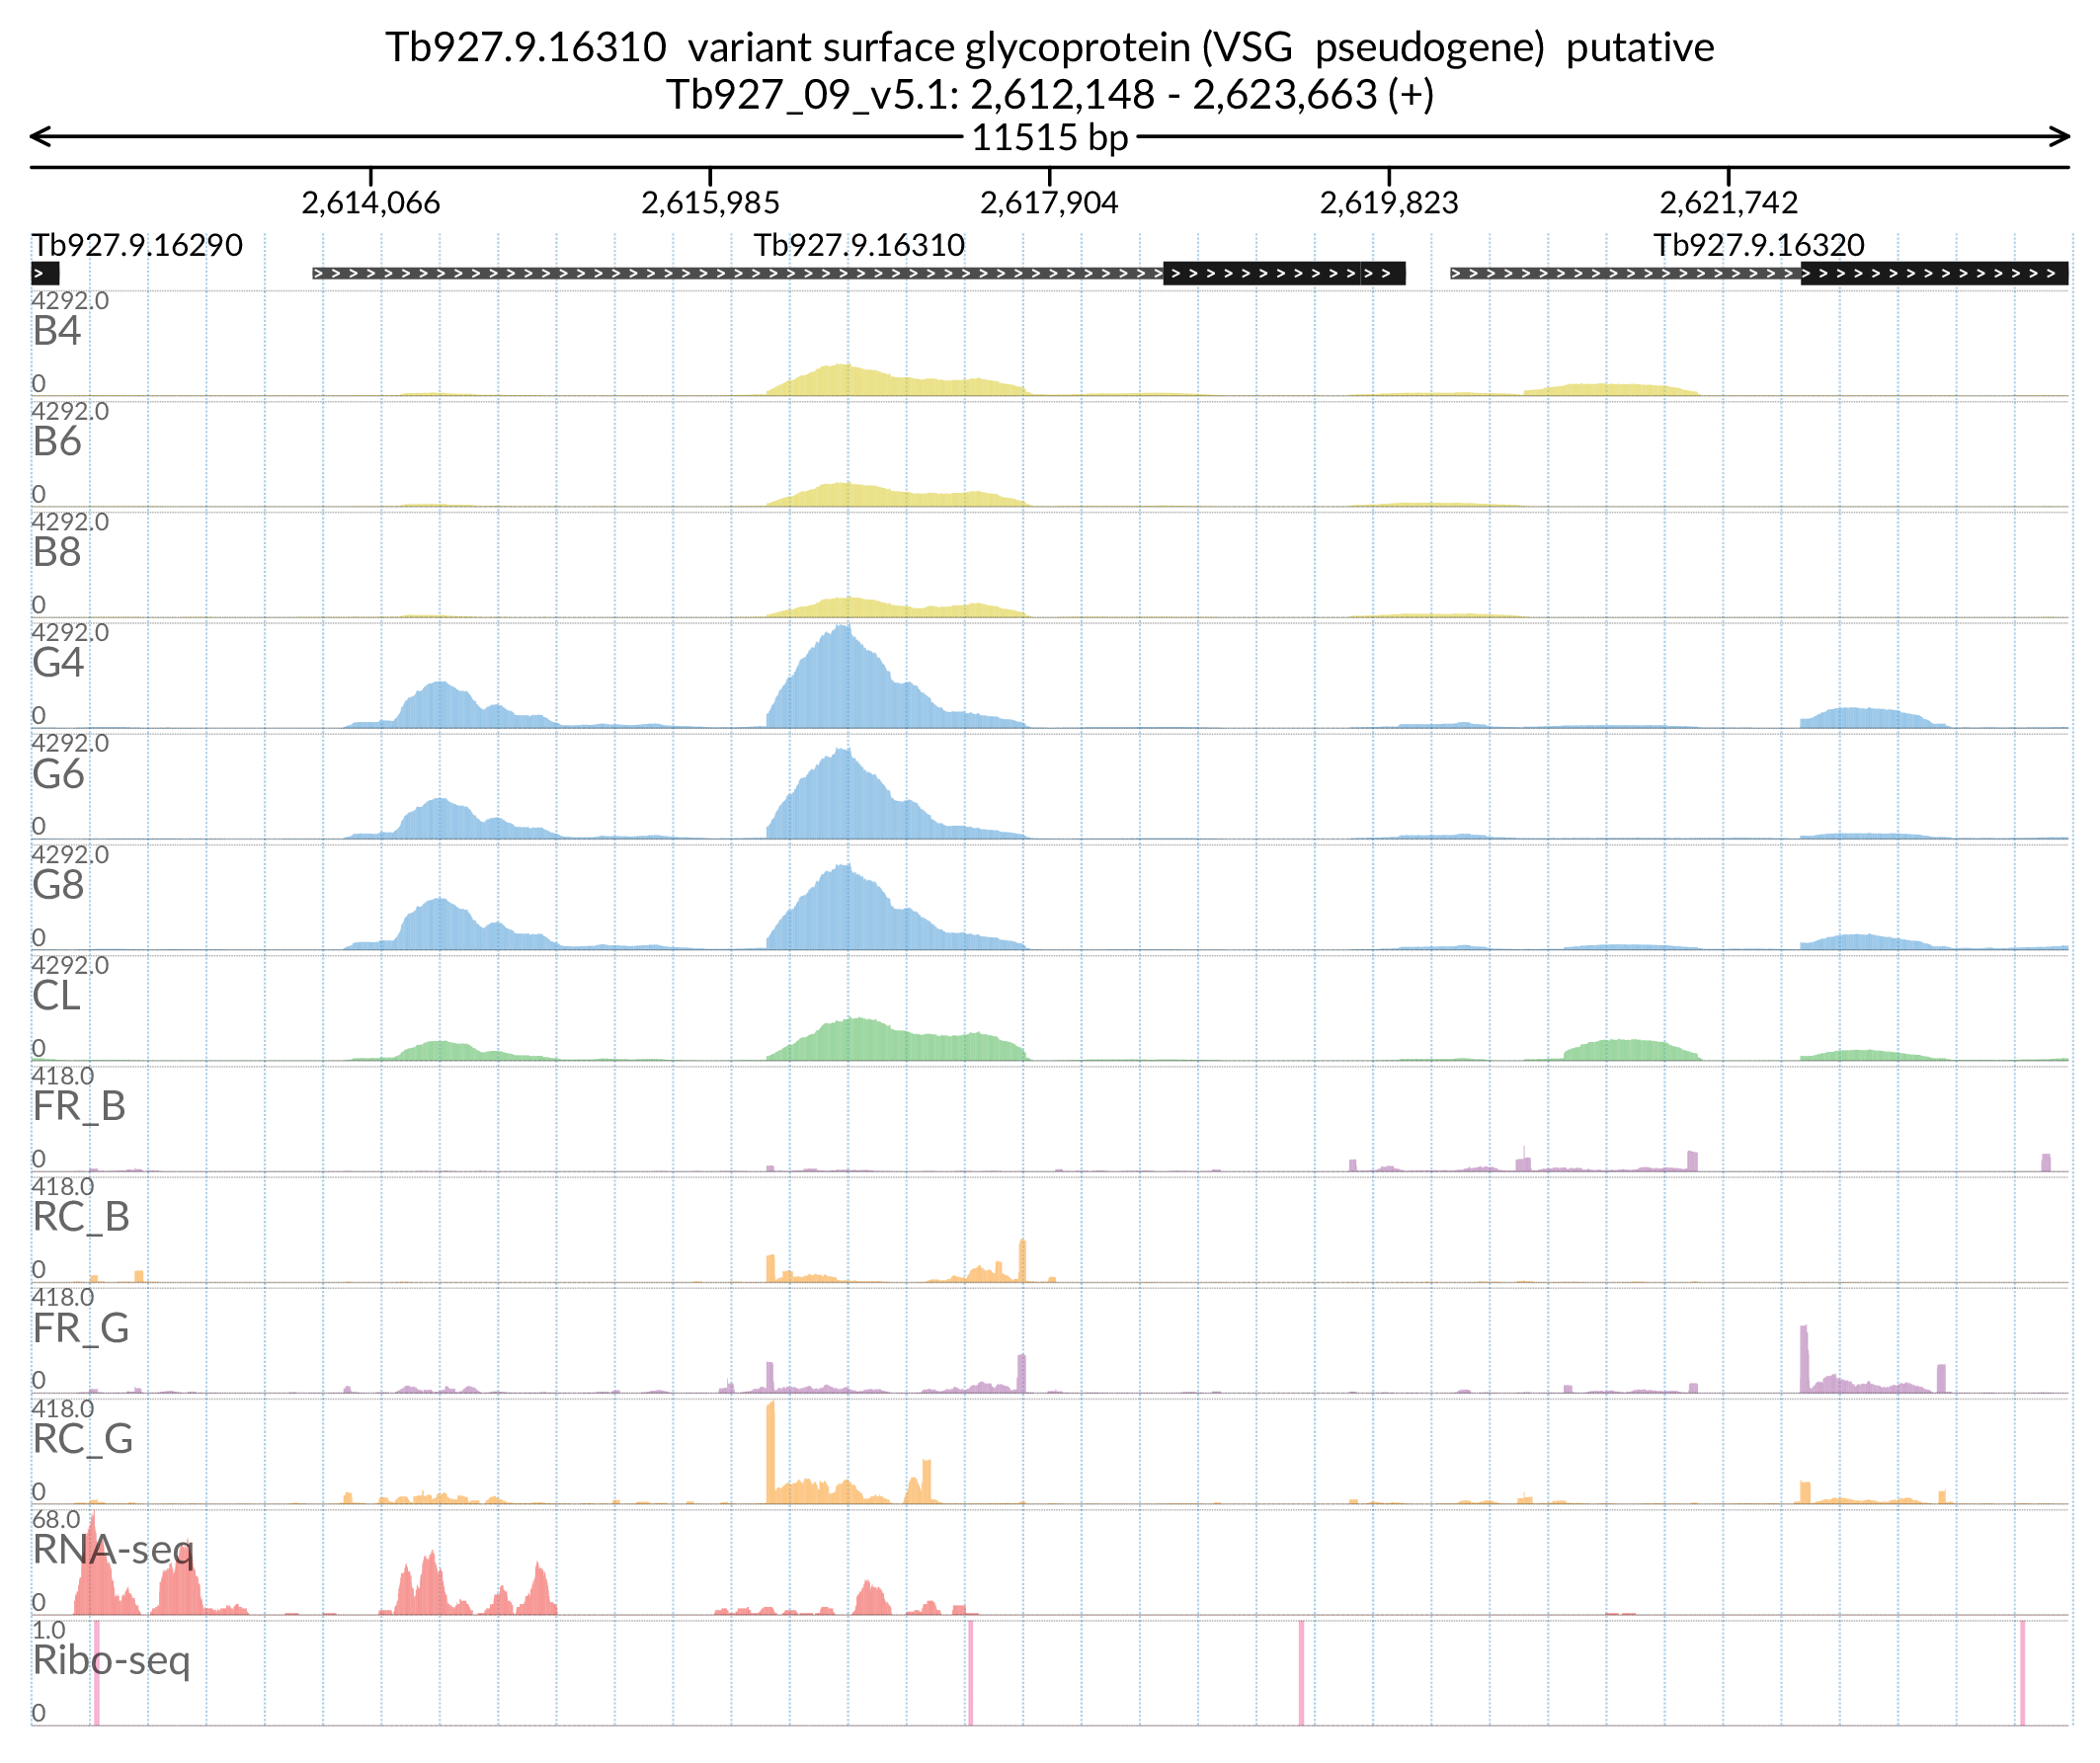 Tb927.9.16310 variant surface glycoprotein (VSG pseudogene) putative
Tb927_09_v5.1: 2,612,148 - 2,623,663 (+)
11515 bp
2,614,066 2,615,985 2,617,904 2,619,823 2,621,742
Tb927.9.16290 Tb927.9.16310 Tb927.9.16320
4292.0
B4
0
4292.0
B6
0
4292.0
B8
0
4292.0
G4
0
4292.0
G6
0
4292.0
G8
0
4292.0
CL
0
418.0
FR_B
0
418.0
RC_B
0
418.0
FR_G
0
418.0
RC_G
0
68.0
RNA-seq
0
1.0
Ribo-seq
0